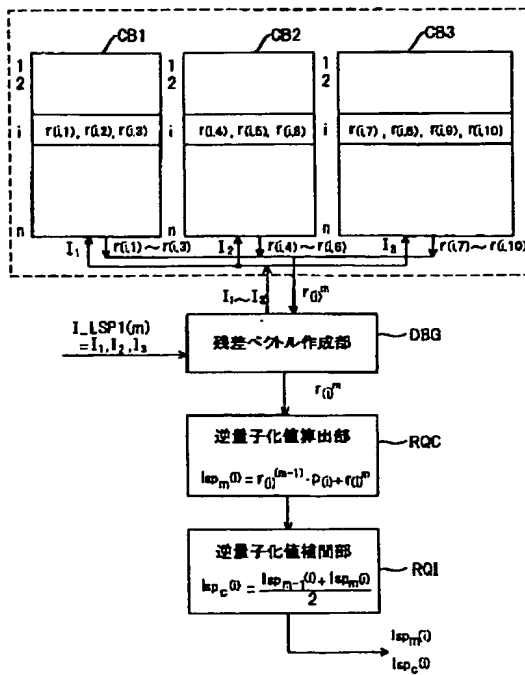 CB1
CB2
CB3
1
2
i
n
r(i,1), r(i,2), r(i,3)
1
2
i
n
r(i,4), r(i,5), r(i,6)
1
2
i
n
r(i,7), r(i,8), r(i,9), r(i,10)
I₁
r(i,1)～r(i,3)
I₂
r(i,4)～r(i,6)
I₃
r(i,7)～r(i,10)
I₁～I₃
r(i)ᵐ
I_LSP1(m)
=I₁,I₂,I₃
残差ベクトル作成部
DBG
r(i)ᵐ
逆量子化値算出部
RQC
lspₘ(i)=r(i)⁽ᵐ⁻¹⁾・P(i)+r(i)ᵐ
逆量子化値補間部
RQI
lsp_c(i)=
lspₘ₋₁(i)+lspₘ(i)
2
lspₘ(i)
lsp_c(i)